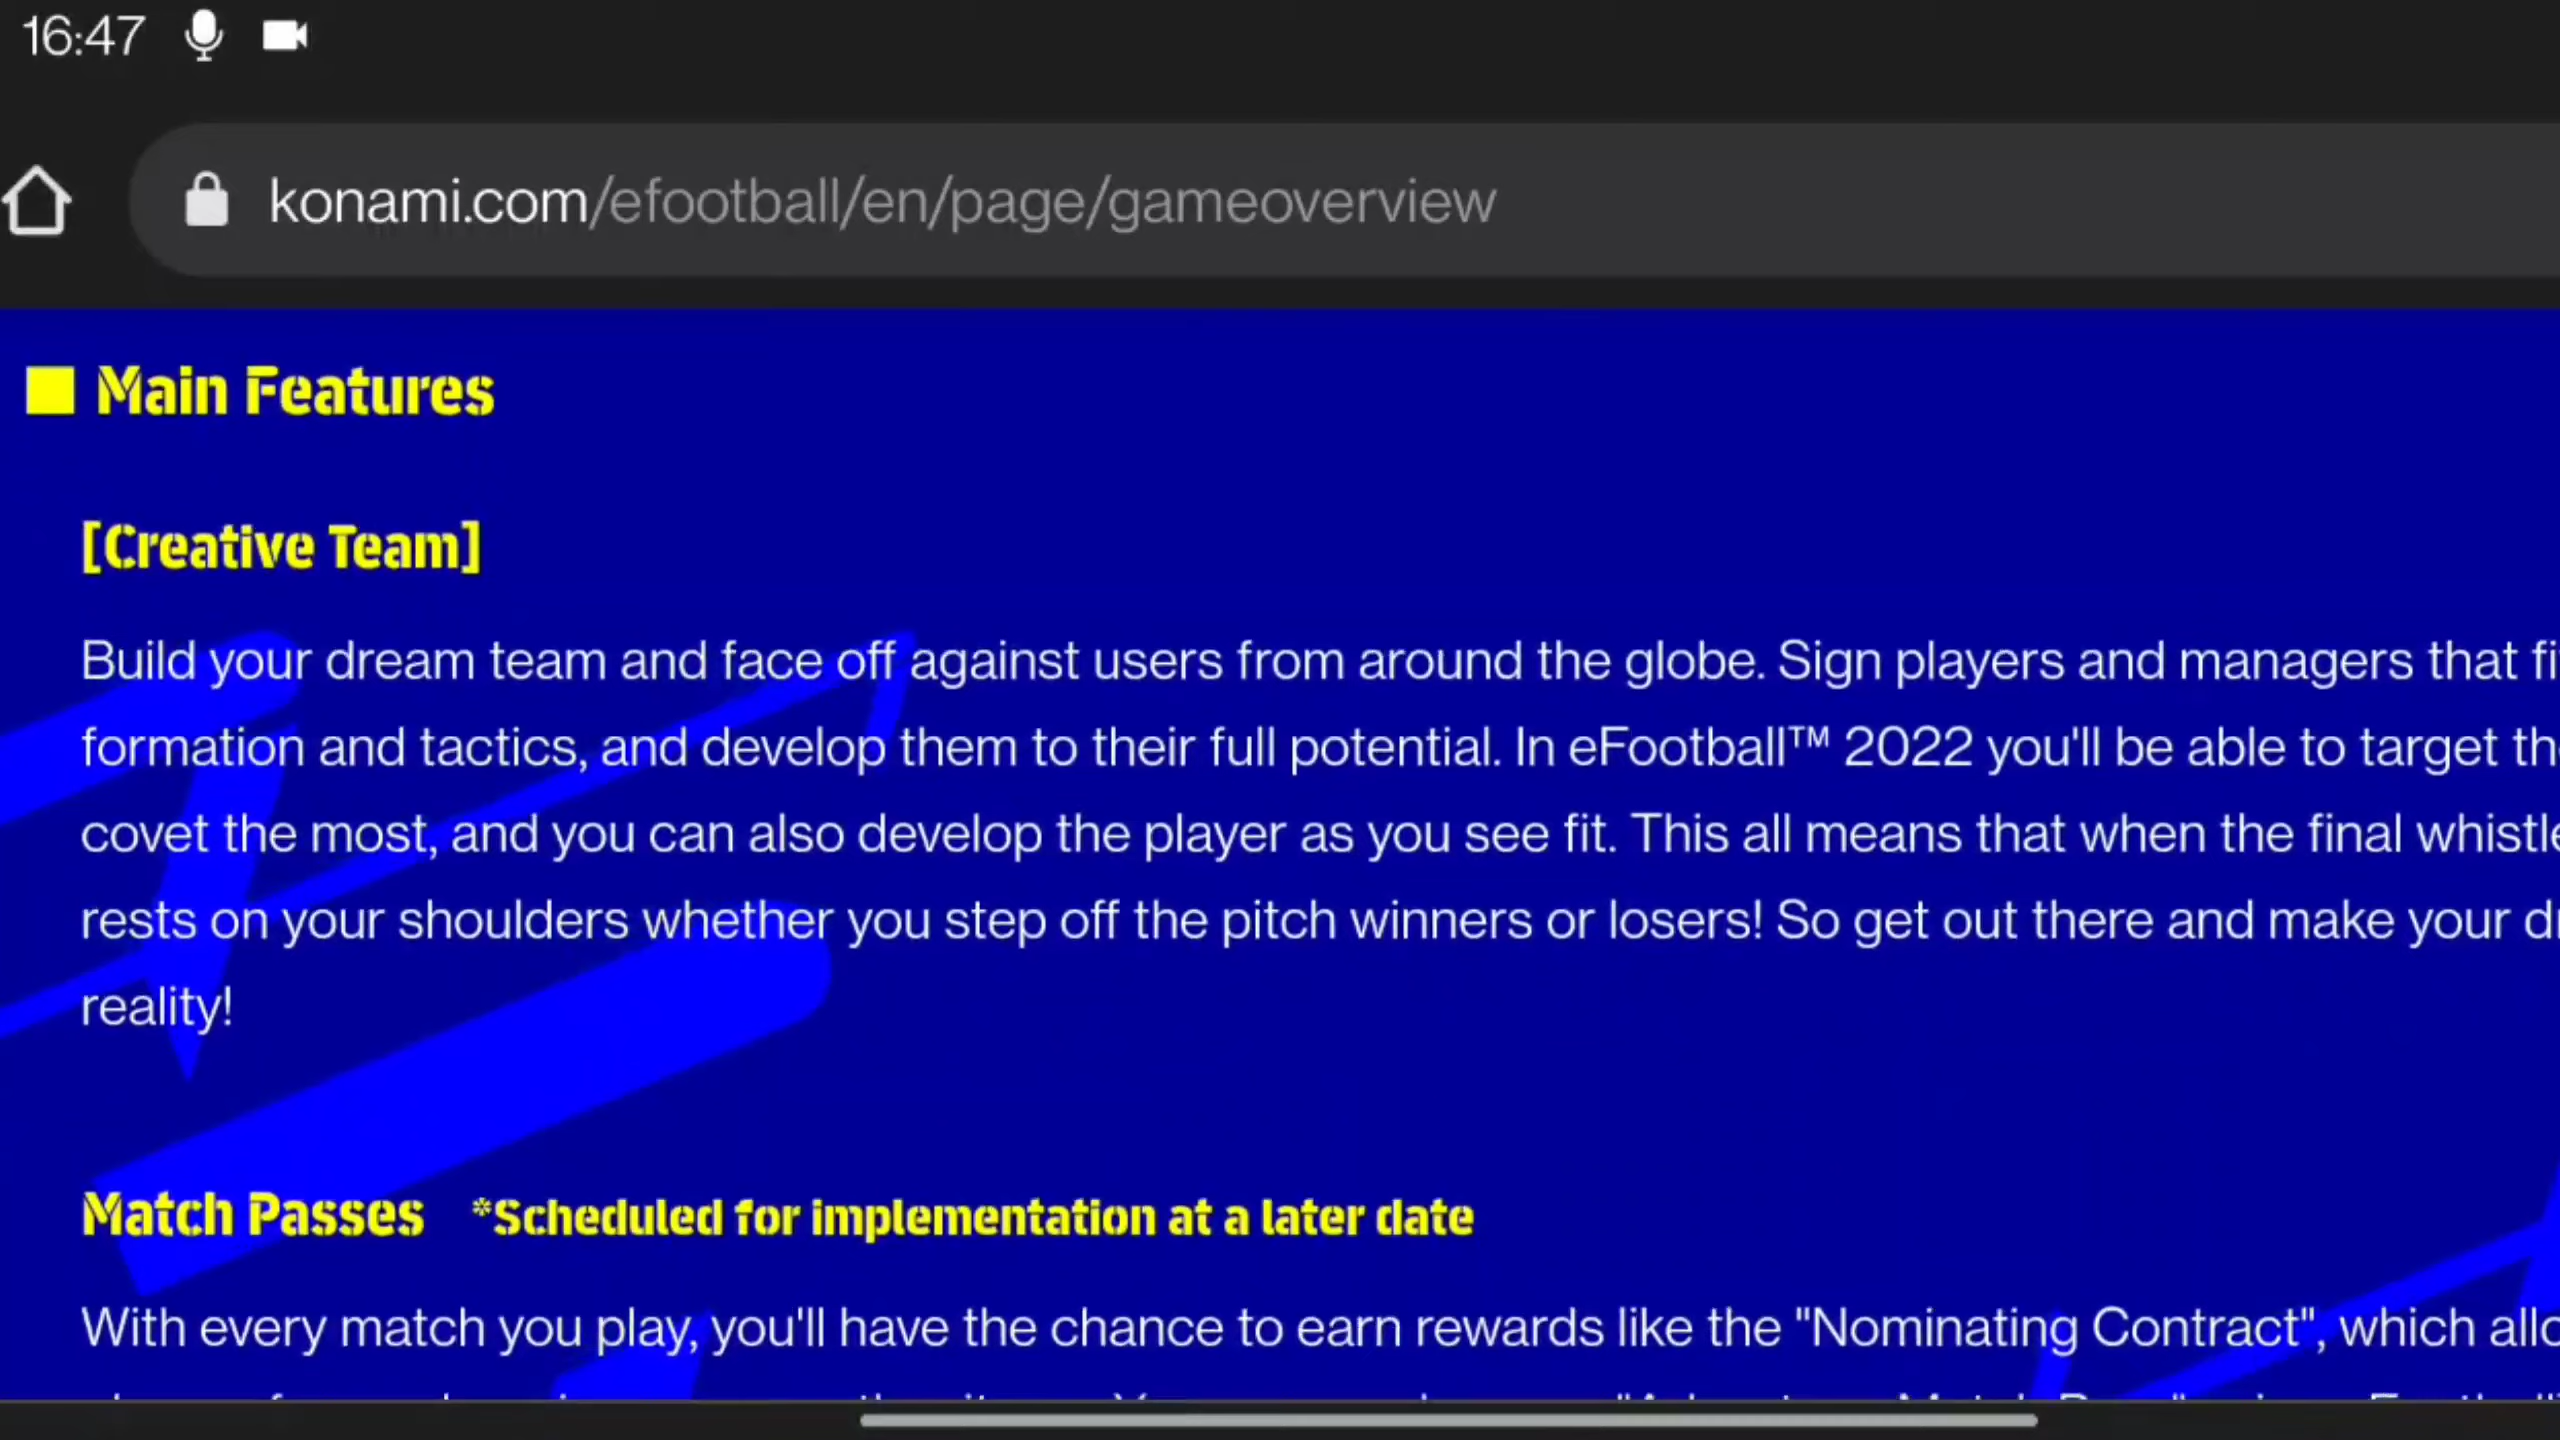 16:47
konami.com/efootball/en/page/gameoverview
Main Features
[Creative Team]
Build your dream team and face off against users from around the globe. Sign players and managers that
formation and tactics, and develop them to their full potential. In eFootball™ 2022 you'll be able to target
covet the most, and you can also develop the player as you see fit. This all means that when the final
rests on your shoulders whether you step off the pitch winners or losers! So get out there and make your
reality!
Match Passes *Scheduled for implementation at a later date
With every match you play, you'll have the chance to earn rewards like the "Nominating Contract", which